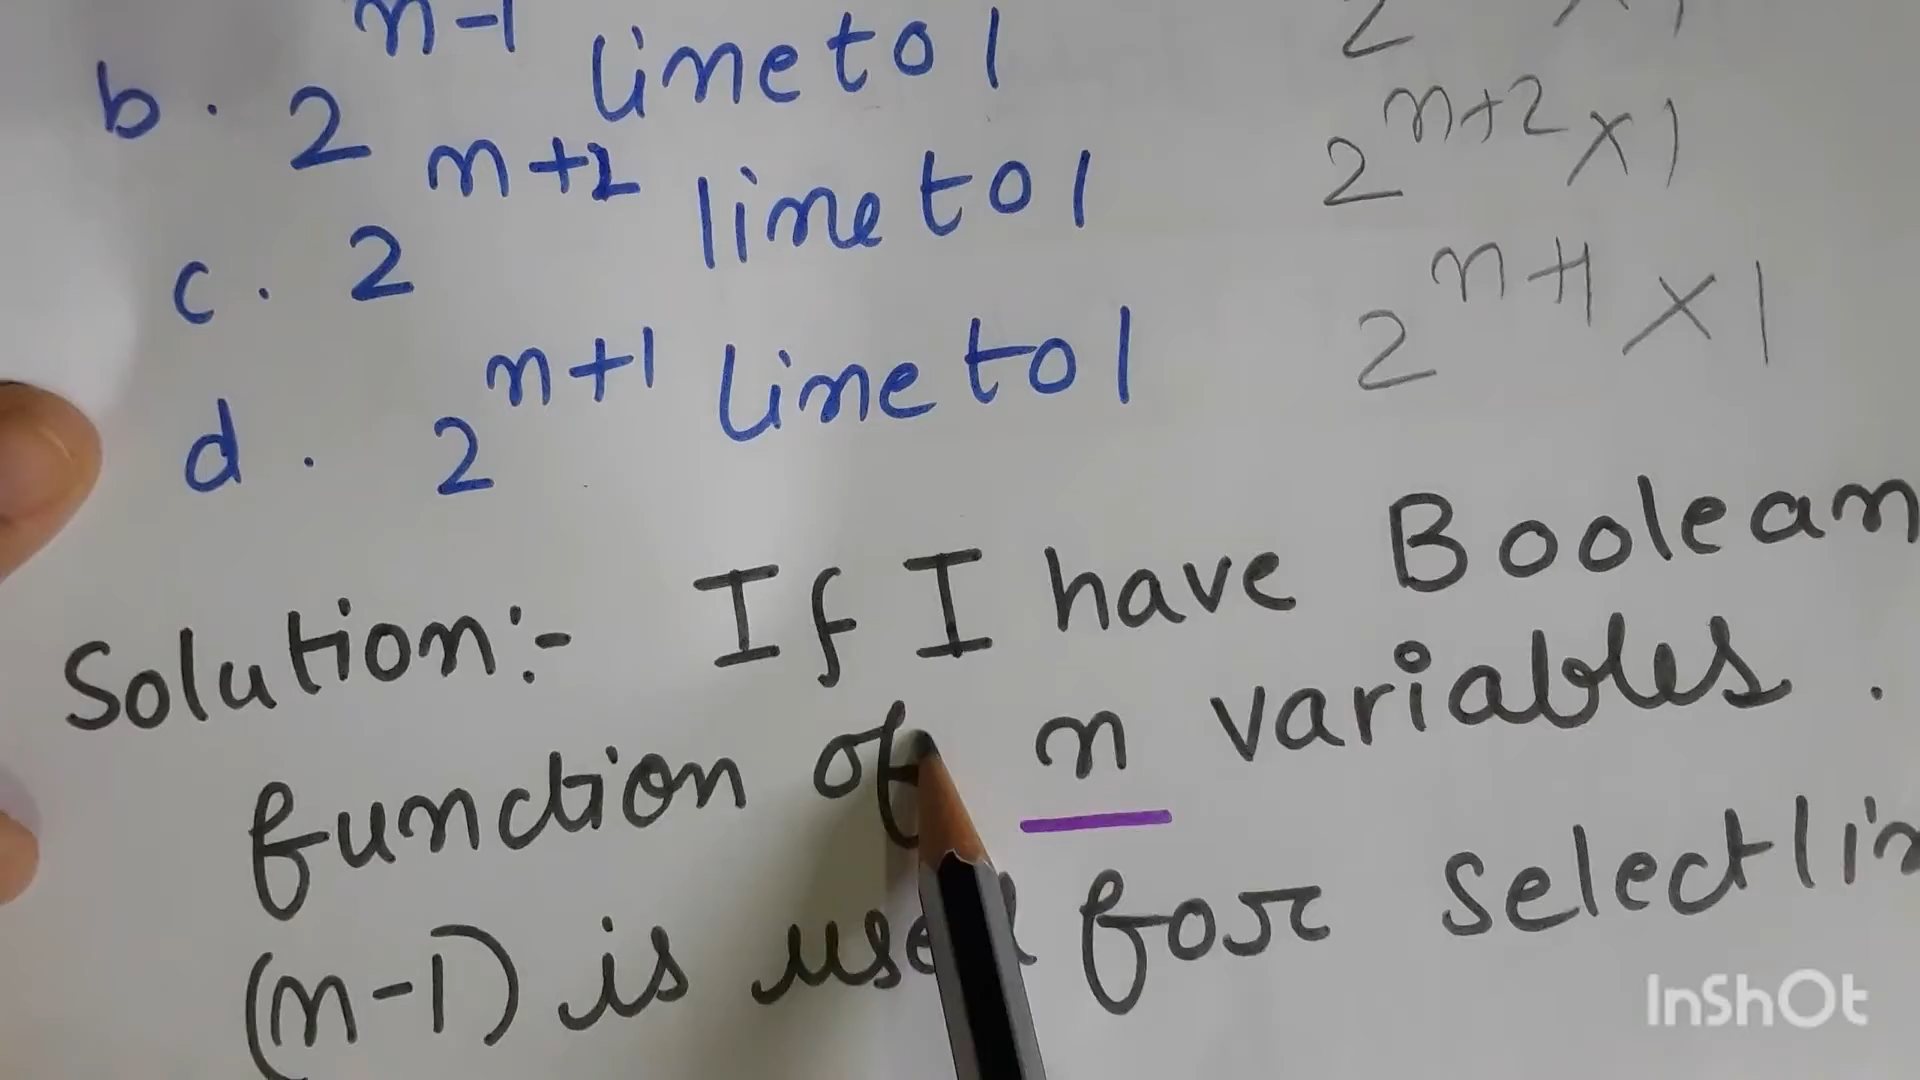 b. 2^n-1 line to 1
c. 2^n+2 line to 1 2^n+2 × 1
d. 2^n+1 line to 1 2^n+1 × 1
Solution:- If I have Boolean
function of n variables.
(n-1) is used for select
InShOt